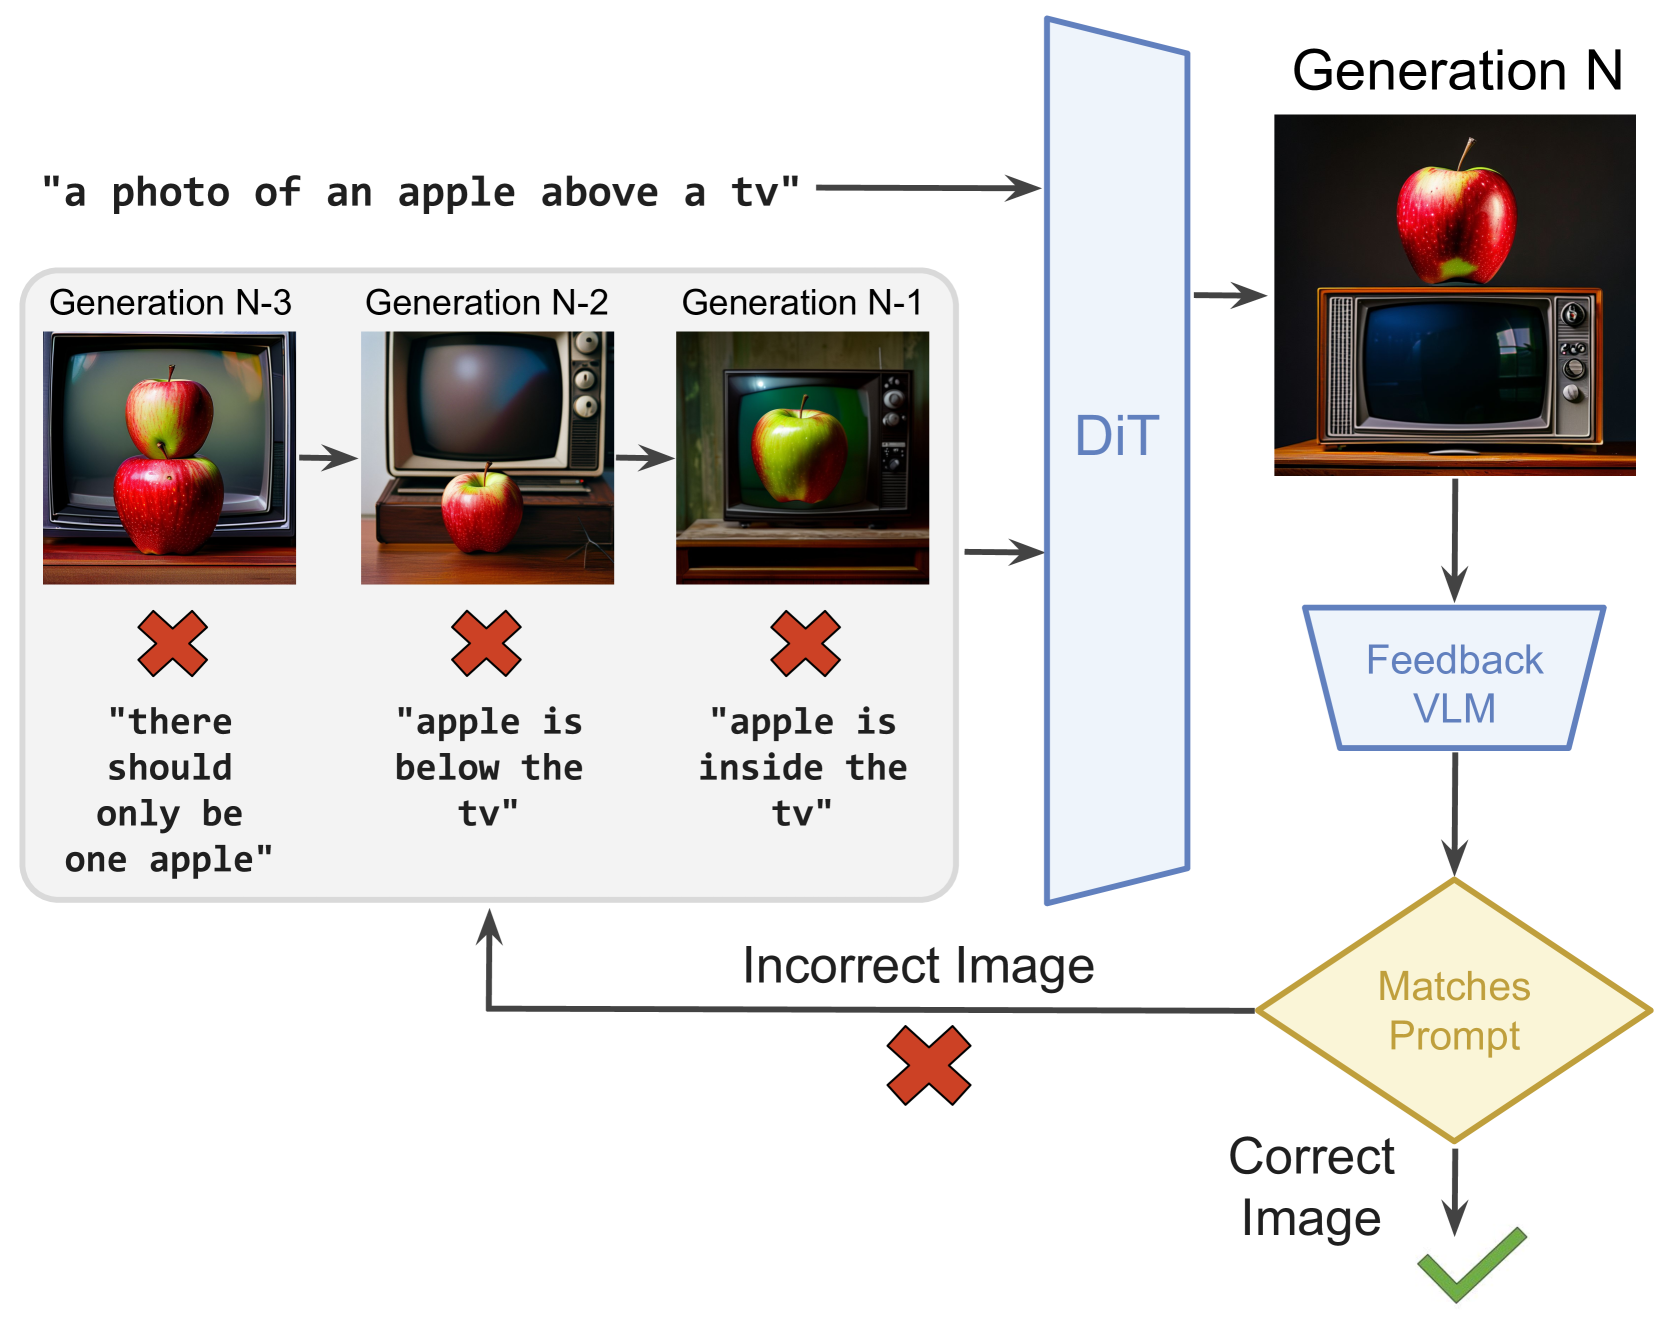 Generation N
"a photo of an apple above a tv"
Generation N-3
Generation N-2
Generation N-1
DiT
"there
should
only be
one apple"
"apple is
below the
tv"
"apple is
inside the
tv"
Feedback
VLM
Incorrect Image
Matches
Prompt
Correct
Image